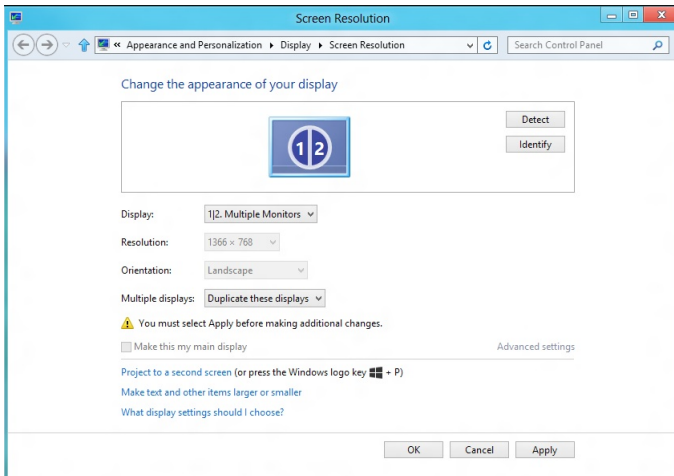 Screen Resolution
« Appearance and Personalization ▸ Display ▸ Screen Resolution
Search Control Panel
Change the appearance of your display
1|2
Detect
Identify
Display: 1|2. Multiple Monitors
Resolution: 1366 × 768
Orientation: Landscape
Multiple displays: Duplicate these displays
You must select Apply before making additional changes.
Make this my main display
Advanced settings
Project to a second screen (or press the Windows logo key + P)
Make text and other items larger or smaller
What display settings should I choose?
OK Cancel Apply